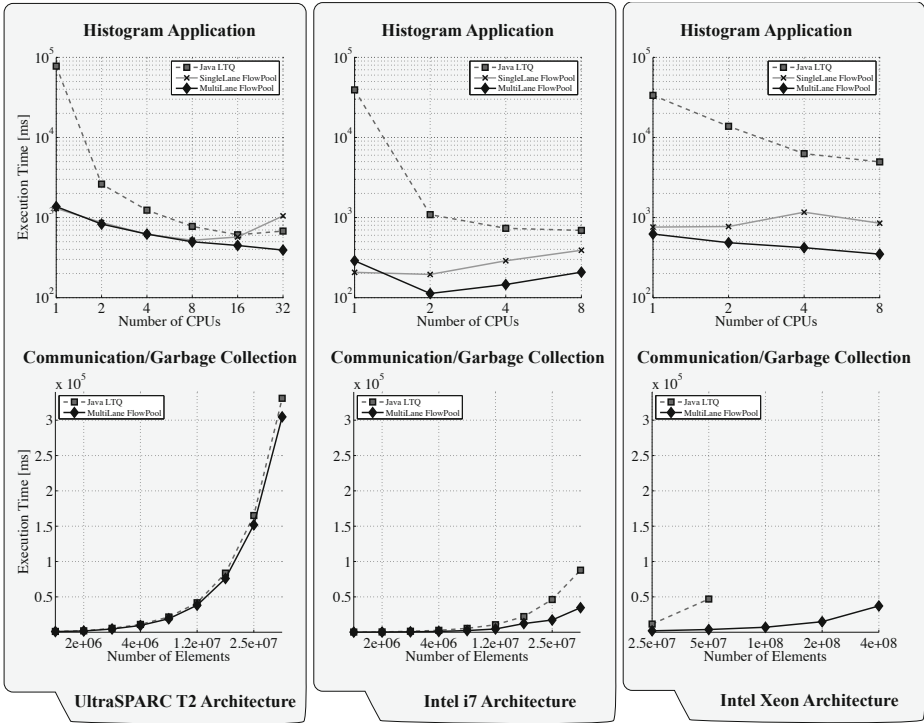 Histogram Application
10^5
10^4
10^3
10^2
Execution Time [ms]
Java LTQ
SingleLane FlowPool
MultiLane FlowPool
1 2 4 8 16 32
Number of CPUs
Communication/Garbage Collection
x 10^5
3
2.5
2
1.5
1
0.5
Execution Time [ms]
Java LTQ
MultiLane FlowPool
2e+06 4e+06 1.2e+07 2.5e+07
Number of Elements
UltraSPARC T2 Architecture
Histogram Application
10^5
10^4
10^3
10^2
Java LTQ
SingleLane FlowPool
MultiLane FlowPool
1 2 4 8
Number of CPUs
Communication/Garbage Collection
x 10^5
3
2.5
2
1.5
1
0.5
Java LTQ
MultiLane FlowPool
2e+06 4e+06 1.2e+07 2.5e+07
Number of Elements
Intel i7 Architecture
Histogram Application
10^5
10^4
10^3
10^2
Java LTQ
SingleLane FlowPool
MultiLane FlowPool
1 2 4 8
Number of CPUs
Communication/Garbage Collection
x 10^5
3
2.5
2
1.5
1
0.5
Java LTQ
MultiLane FlowPool
2.5e+07 5e+07 1e+08 2e+08 4e+08
Number of Elements
Intel Xeon Architecture